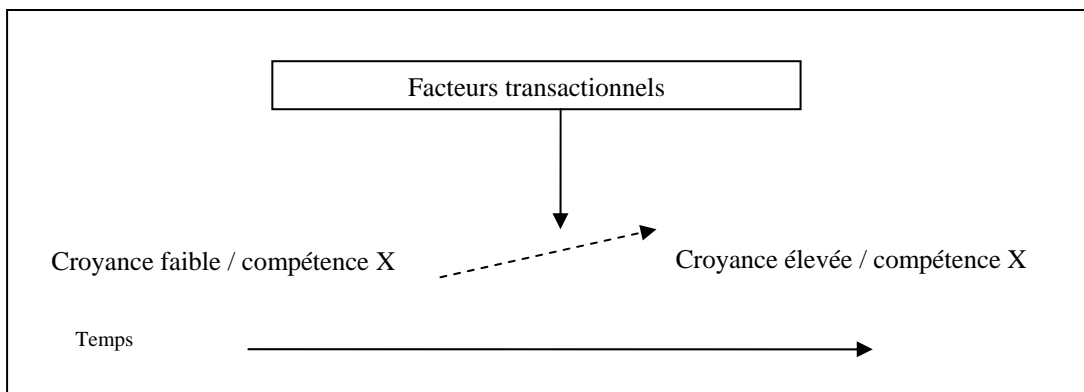 Facteurs transactionnels
Croyance faible / compétence X
Croyance élevée / compétence X
Temps